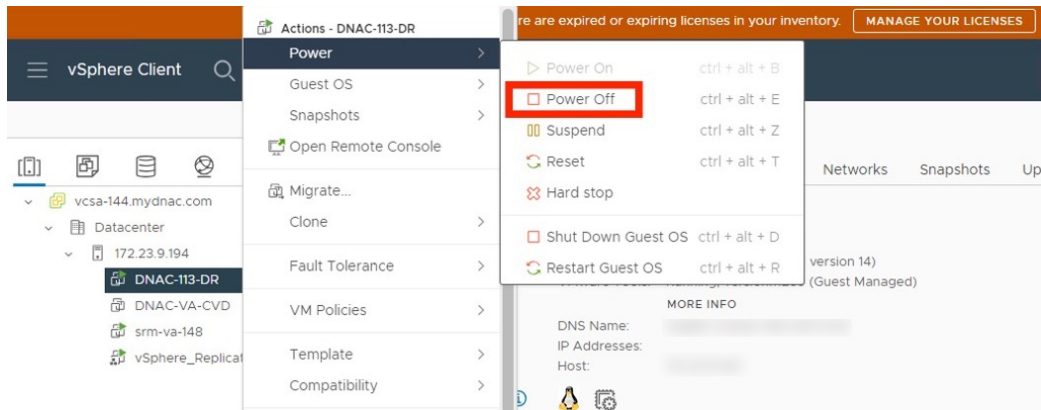 re are expired or expiring licenses in your inventory. MANAGE YOUR LICENSES
Actions - DNAC-113-DR
vSphere Client
Power
Guest OS
Snapshots
Open Remote Console
Migrate...
Clone
Fault Tolerance
VM Policies
Template
Compatibility
Power On ctrl + alt + B
Power Off ctrl + alt + E
Suspend ctrl + alt + Z
Reset ctrl + alt + T
Hard stop
Shut Down Guest OS ctrl + alt + D
Restart Guest OS ctrl + alt + R
Networks Snapshots Up
vcsa-144.mydnac.com
Datacenter
172.23.9.194
DNAC-113-DR
DNAC-VA-CVD
srm-va-148
vSphere_Replicat
version 14)
(Guest Managed)
MORE INFO
DNS Name:
IP Addresses:
Host: